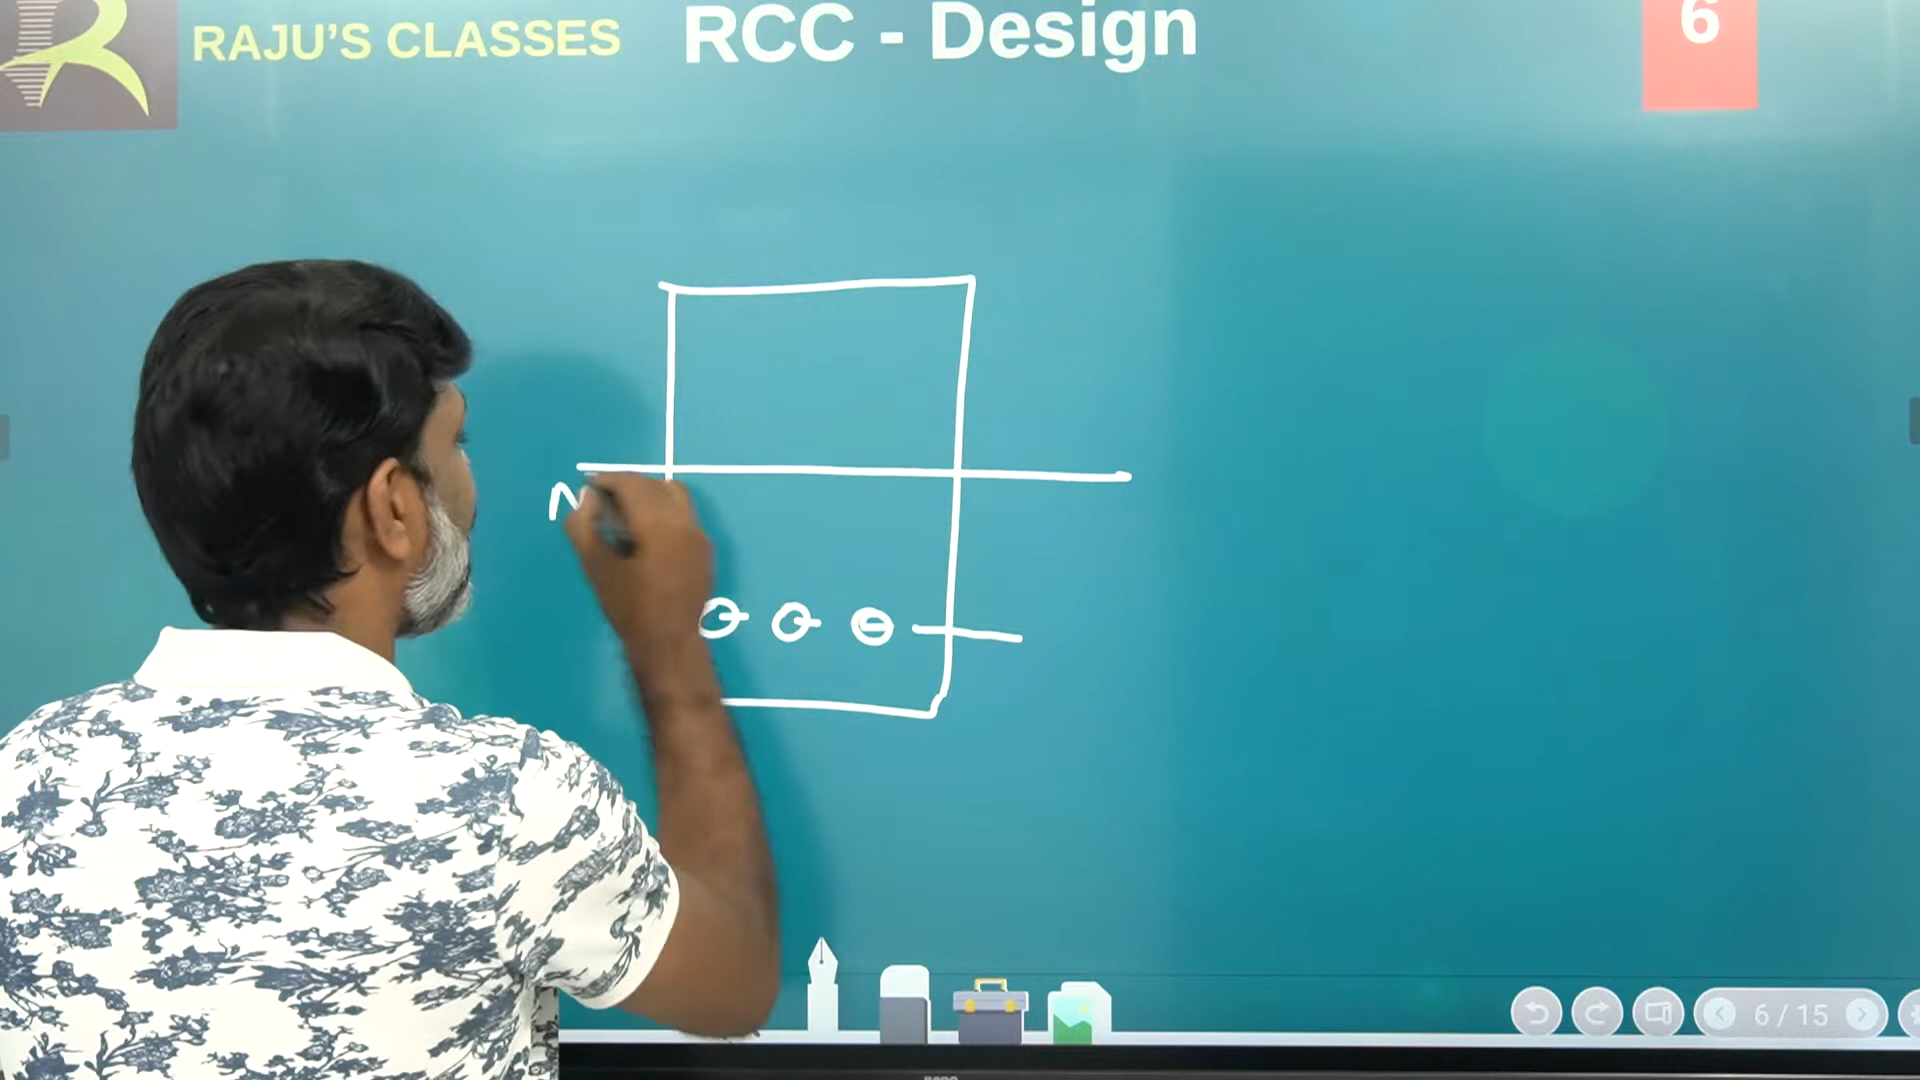 RAJU'S CLASSES
RCC - Design
6
N
6 / 15